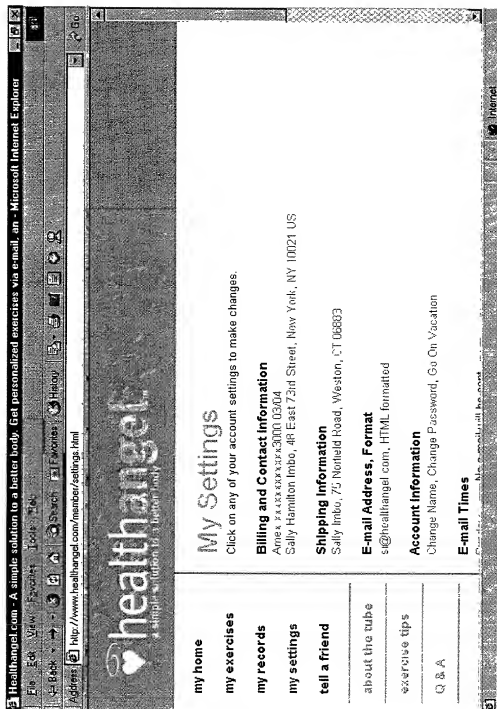 Healthangel.com - A simple solution to a better body. Get personalized exercises via e-mail, an - Microsoft Internet Explorer
File Edit View Favorites Tools Help
Back Search Favorites History
Address http://www.healthangel.com/member/settings.html Go
healthangel
a simple solution to a better body
my home
my exercises
my records
my settings
tell a friend
about the tube
exercise tips
Q & A
My Settings
Click on any of your account settings to make changes.
Billing and Contact Information
Amex xxxxxxxxxxx3000 03/04
Sally Hamilton Imbo, 4R East 73rd Street, New York, NY 10021 US
Shipping Information
Sally Imbo, 75 Norfield Road, Weston, CT 06883
E-mail Address, Format
si@healthangel.com, HTML formatted
Account Information
Change Name, Change Password, Go On Vacation
E-mail Times
No email will be sent
Internet